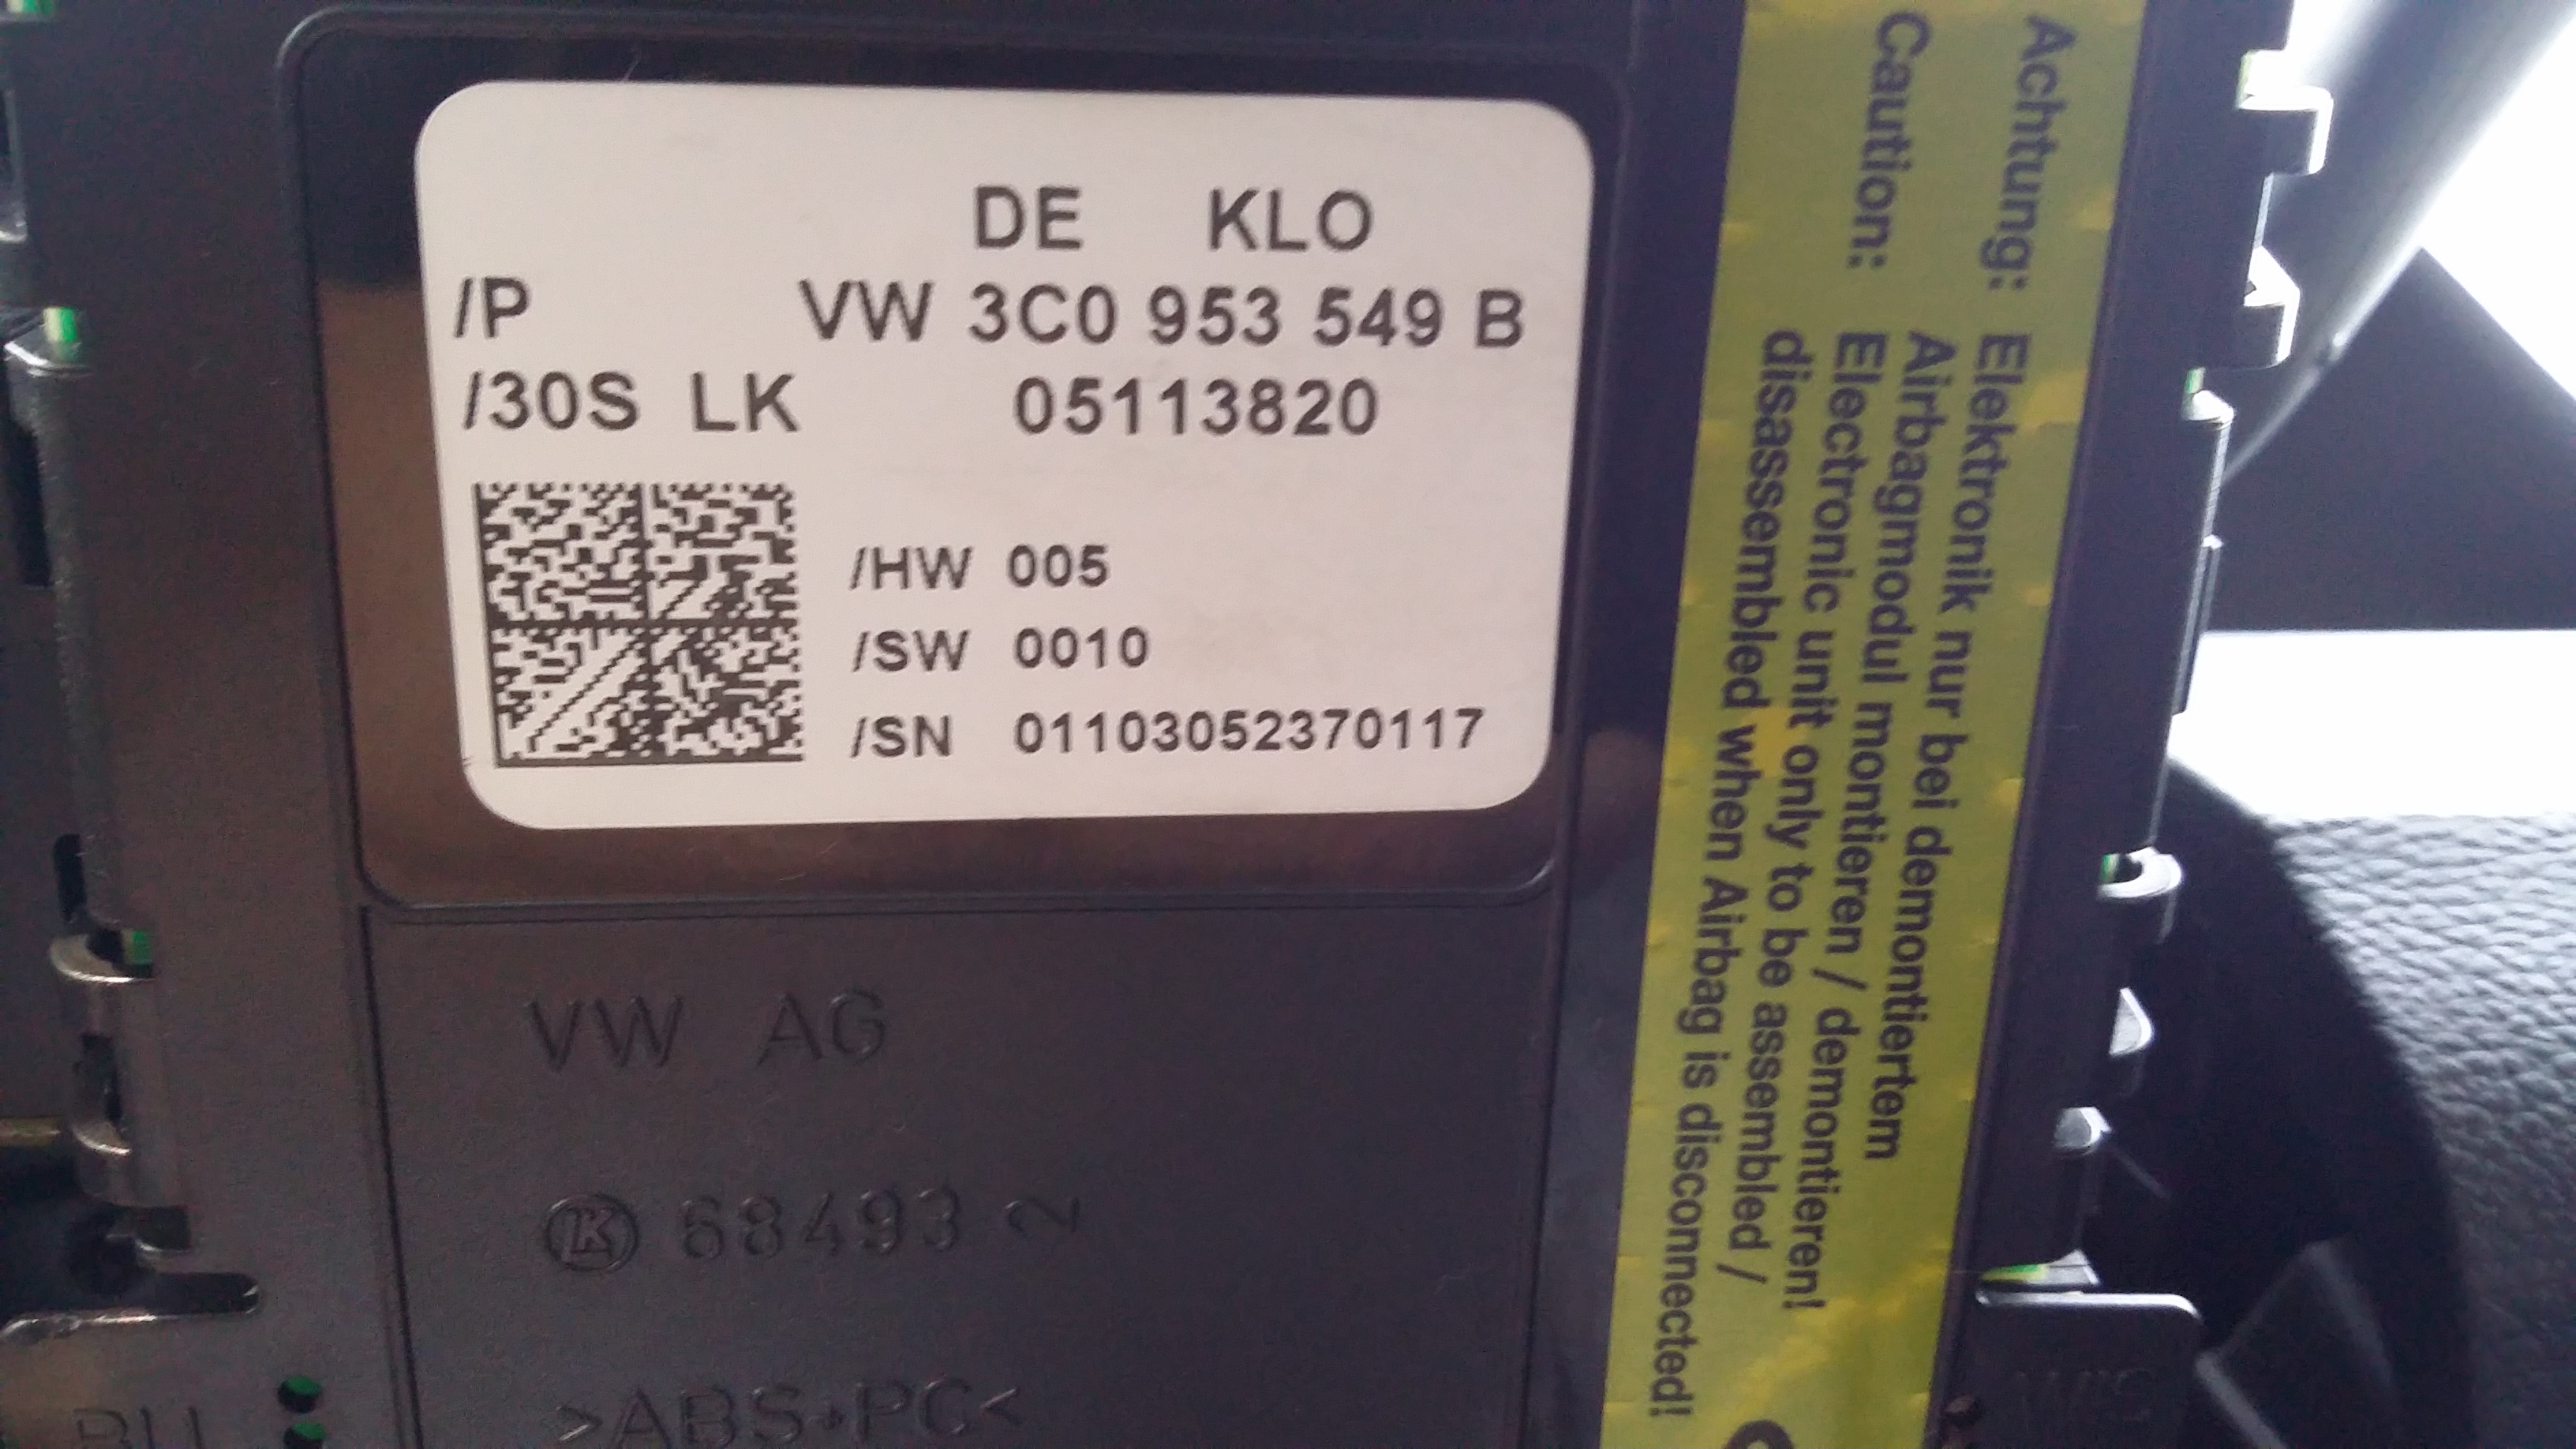 DE KLO
/P VW 3C0 953 549 B
/30S LK 05113820
/HW 005
/SW 0010
/SN 01103052370117
VW AG
K 68493 2
>ABS+PC<
Achtung: Elektronik nur bei demontiertem
Airbagmodul montieren / demontieren!
Caution: Electronic unit only to be assembled /
disassembled when Airbag is disconnected!